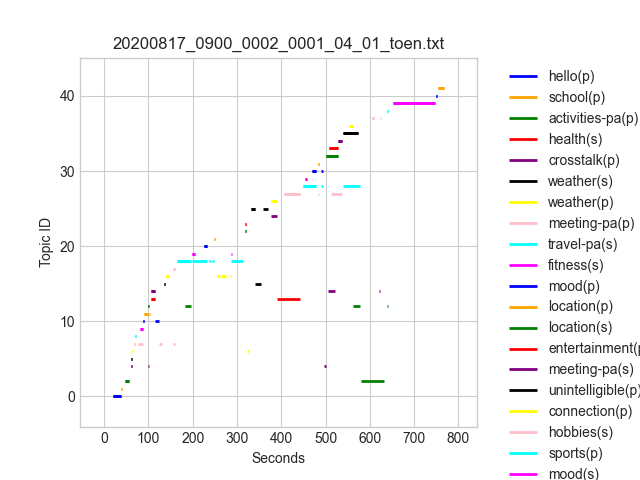 20200817_0900_0002_0001_04_01_toen.txt
Topic ID
40
30
20
10
0
0 100 200 300 400 500 600 700 800
Seconds
hello(p)
school(p)
activities-pa(p)
health(s)
crosstalk(p)
weather(s)
weather(p)
meeting-pa(p)
travel-pa(s)
fitness(s)
mood(p)
location(p)
location(s)
entertainment(p
meeting-pa(s)
unintelligible(p)
connection(p)
hobbies(s)
sports(p)
mood(s)